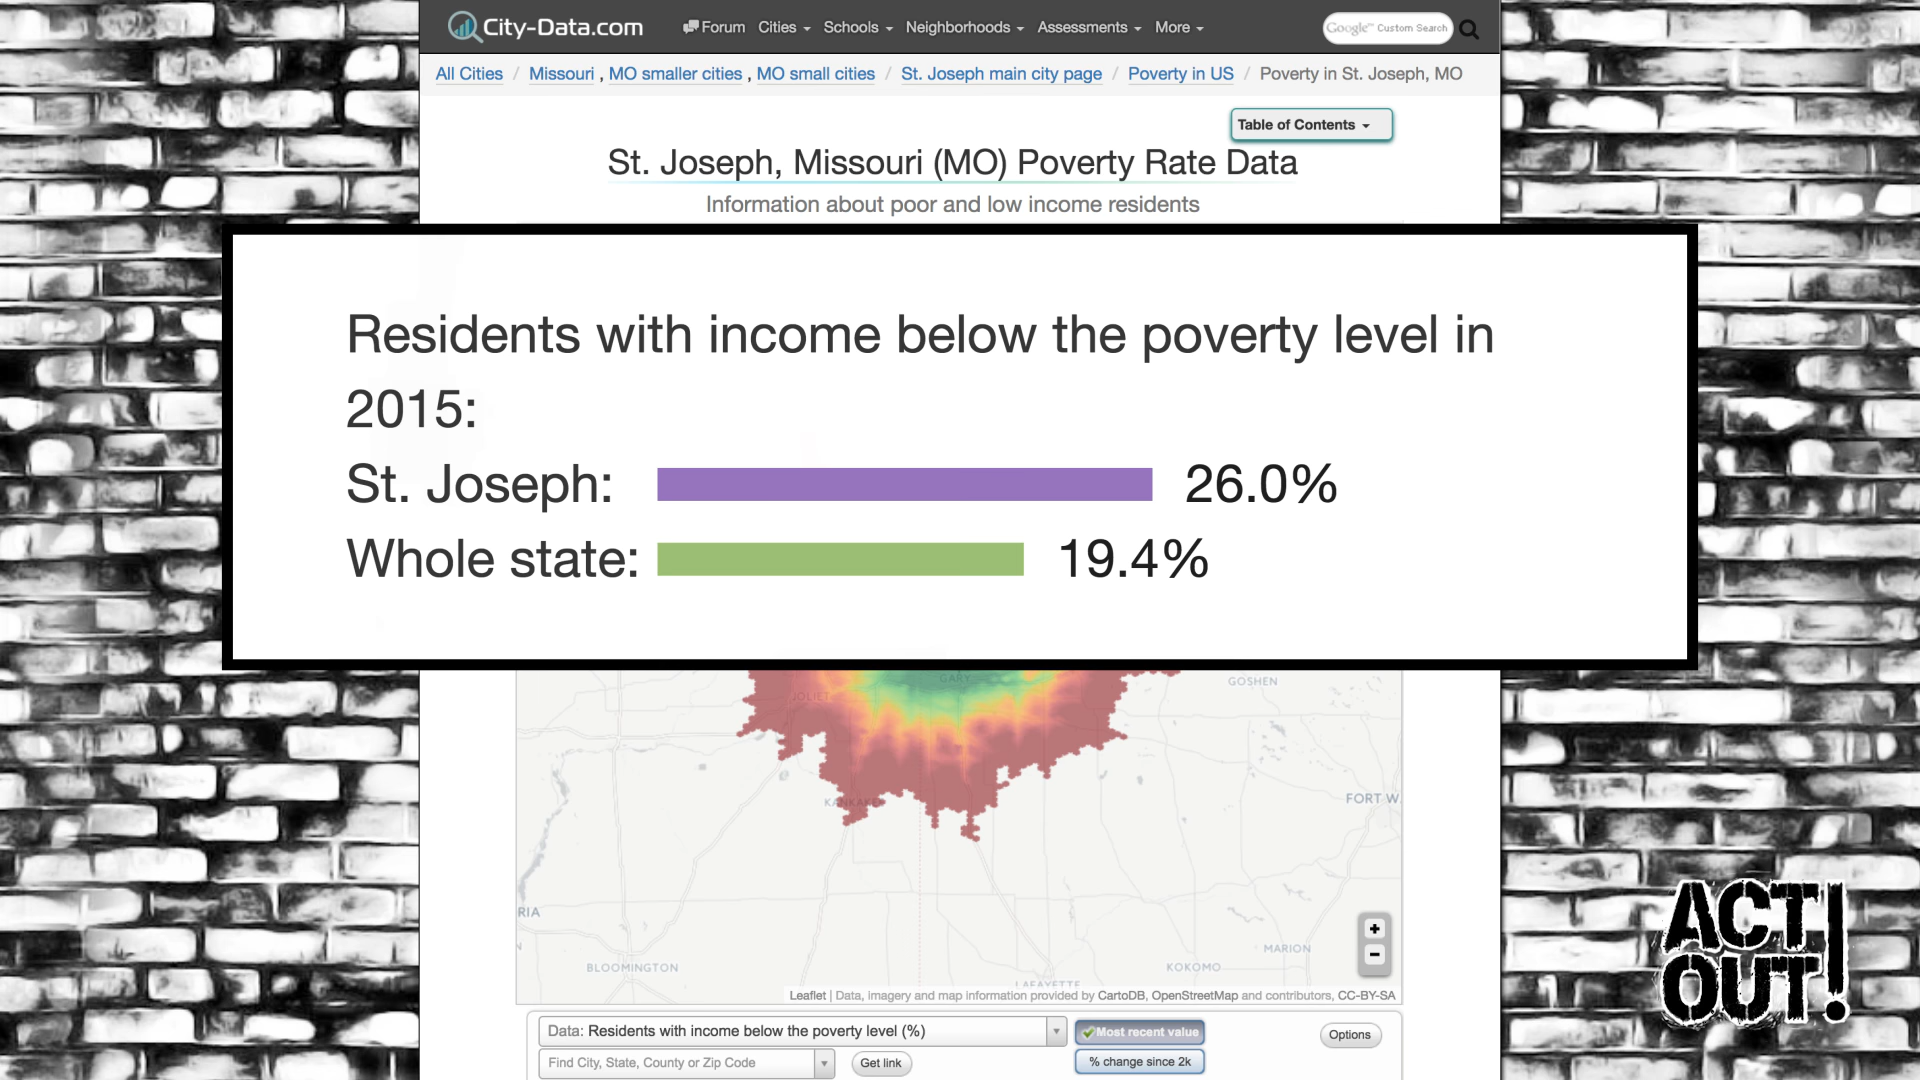 City-Data.com
Forum Cities Schools Neighborhoods Assessments More
Google™ Custom Search
All Cities / Missouri , MO smaller cities , MO small cities / St. Joseph main city page / Poverty in US / Poverty in St. Joseph, MO
Table of Contents
St. Joseph, Missouri (MO) Poverty Rate Data
Information about poor and low income residents
Residents with income below the poverty level in
2015:
St. Joseph: 26.0%
Whole state: 19.4%
GARY
GOSHEN
JOLIET
KANKAKEE
FORT W
RIA
MARION
BLOOMINGTON
KOKOMO
LAFAYETTE
+
-
Leaflet | Data, imagery and map information provided by CartoDB, OpenStreetMap and contributors, CC-BY-SA
Data: Residents with income below the poverty level (%)
Most recent value
Options
Find City, State, County or Zip Code
Get link
% change since 2k
ACT
OUT!